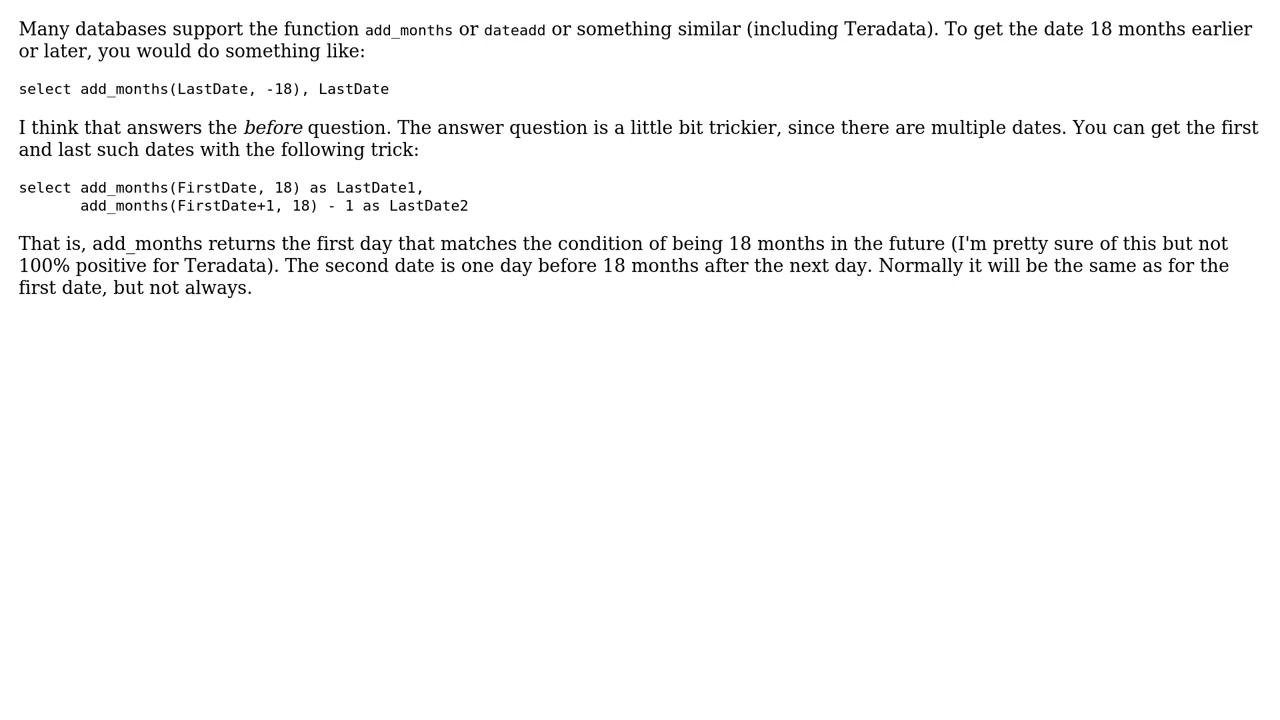 Many databases support the function add_months or dateadd or something similar (including Teradata). To get the date 18 months earlier
or later, you would do something like:
select add_months(LastDate, -18), LastDate
I think that answers the before question. The answer question is a little bit trickier, since there are multiple dates. You can get the first
and last such dates with the following trick:
select add_months(FirstDate, 18) as LastDate1,
       add_months(FirstDate+1, 18) - 1 as LastDate2
That is, add_months returns the first day that matches the condition of being 18 months in the future (I'm pretty sure of this but not
100% positive for Teradata). The second date is one day before 18 months after the next day. Normally it will be the same as for the
first date, but not always.